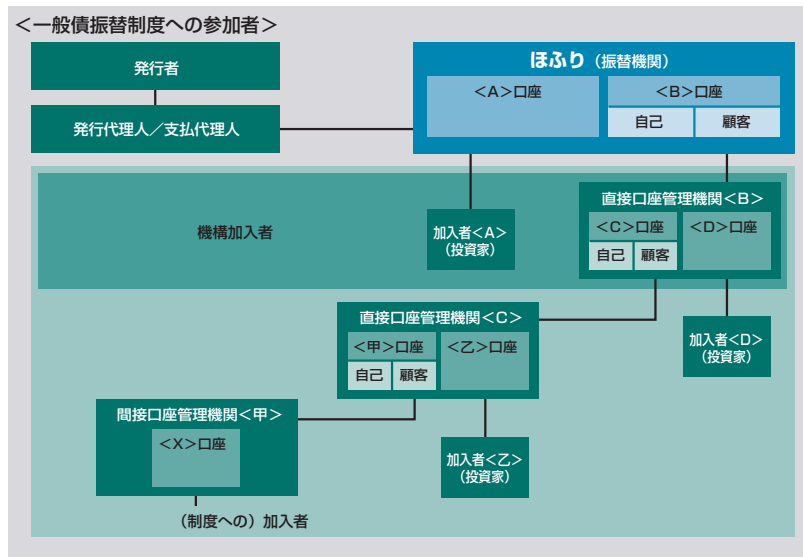 ＜一般債振替制度への参加者＞
発行者
発行代理人／支払代理人
ほふり（振替機関）
＜A＞口座
＜B＞口座
自己
顧客
機構加入者
加入者＜A＞
（投資家）
直接口座管理機関＜B＞
＜C＞口座
＜D＞口座
自己
顧客
直接口座管理機関＜C＞
＜甲＞口座
＜乙＞口座
自己
顧客
加入者＜D＞
（投資家）
間接口座管理機関＜甲＞
＜X＞口座
加入者＜乙＞
（投資家）
（制度への）加入者